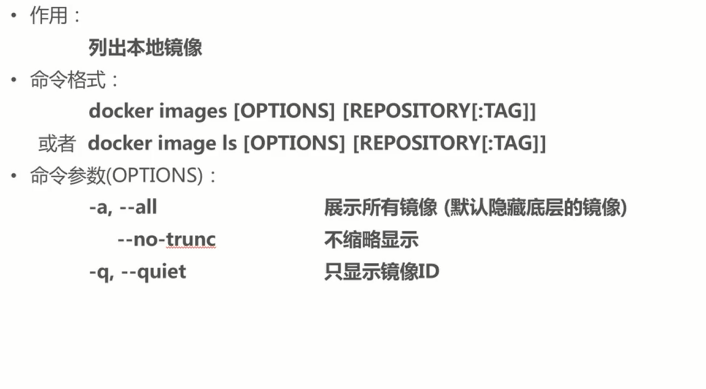 • 作用：
列出本地镜像
• 命令格式：
docker images [OPTIONS] [REPOSITORY[:TAG]]
或者 docker image ls [OPTIONS] [REPOSITORY[:TAG]]
• 命令参数(OPTIONS)：
-a, --all 展示所有镜像 (默认隐藏底层的镜像)
--no-trunc 不缩略显示
-q, --quiet 只显示镜像ID